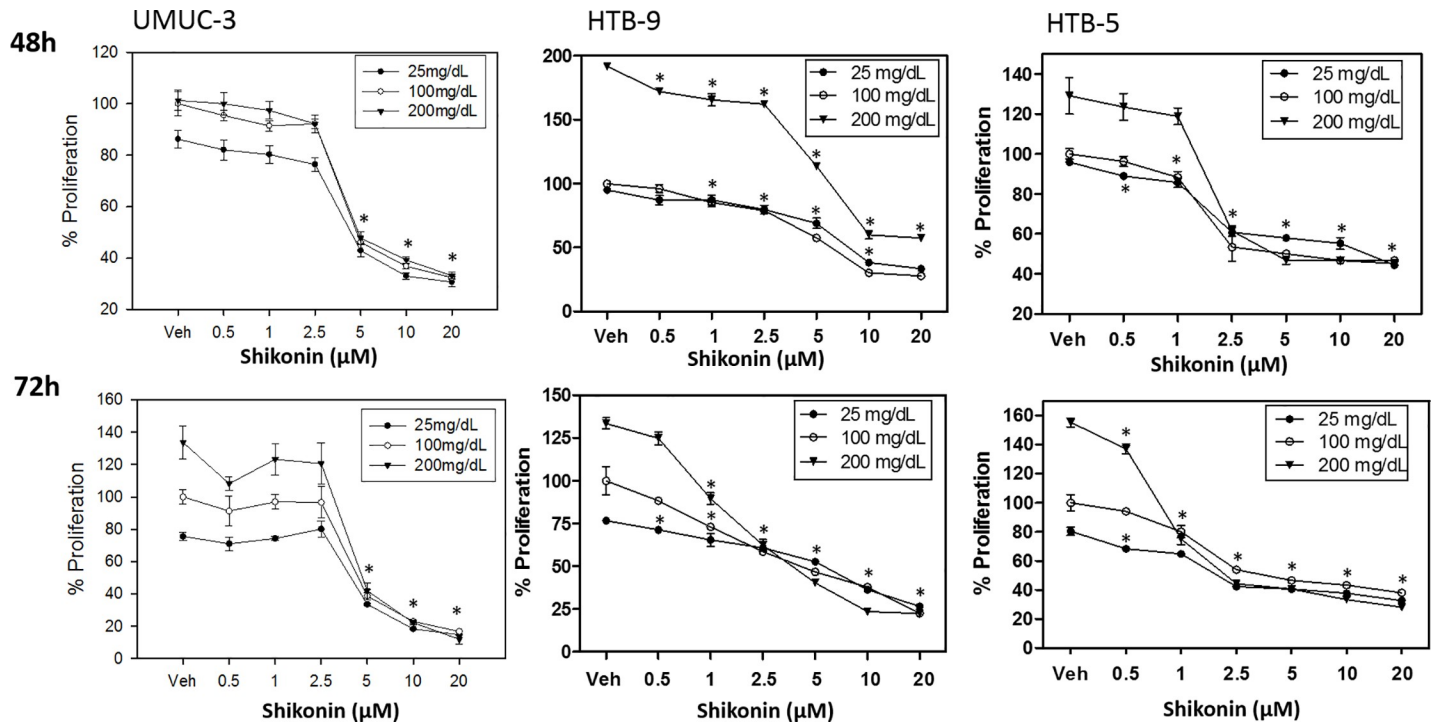 UMUC-3
HTB-9
HTB-5
48h
120
100
80
60
40
20
% Proliferation
25mg/dL
100mg/dL
200mg/dL
* * *
Veh 0.5 1 2.5 5 10 20
Shikonin (µM)
200
150
100
50
0
% Proliferation
25 mg/dL
100 mg/dL
200 mg/dL
* * * * * *
* * * *
Veh 0.5 1 2.5 5 10 20
Shikonin (µM)
140
120
100
80
60
40
20
% Proliferation
25 mg/dL
100 mg/dL
200 mg/dL
* * * * * *
Veh 0.5 1 2.5 5 10 20
Shikonin (µM)
72h
160
140
120
100
80
60
40
20
0
% Proliferation
25mg/dL
100mg/dL
200mg/dL
* * *
Veh 0.5 1 2.5 5 10 20
Shikonin (µM)
150
125
100
75
50
25
0
% Proliferation
25 mg/dL
100 mg/dL
200 mg/dL
*
* * * * * *
Veh 0.5 1 2.5 5 10 20
Shikonin (µM)
160
140
120
100
80
60
40
20
0
% Proliferation
25 mg/dL
100 mg/dL
200 mg/dL
*
* * * * * *
Veh 0.5 1 2.5 5 10 20
Shikonin (µM)